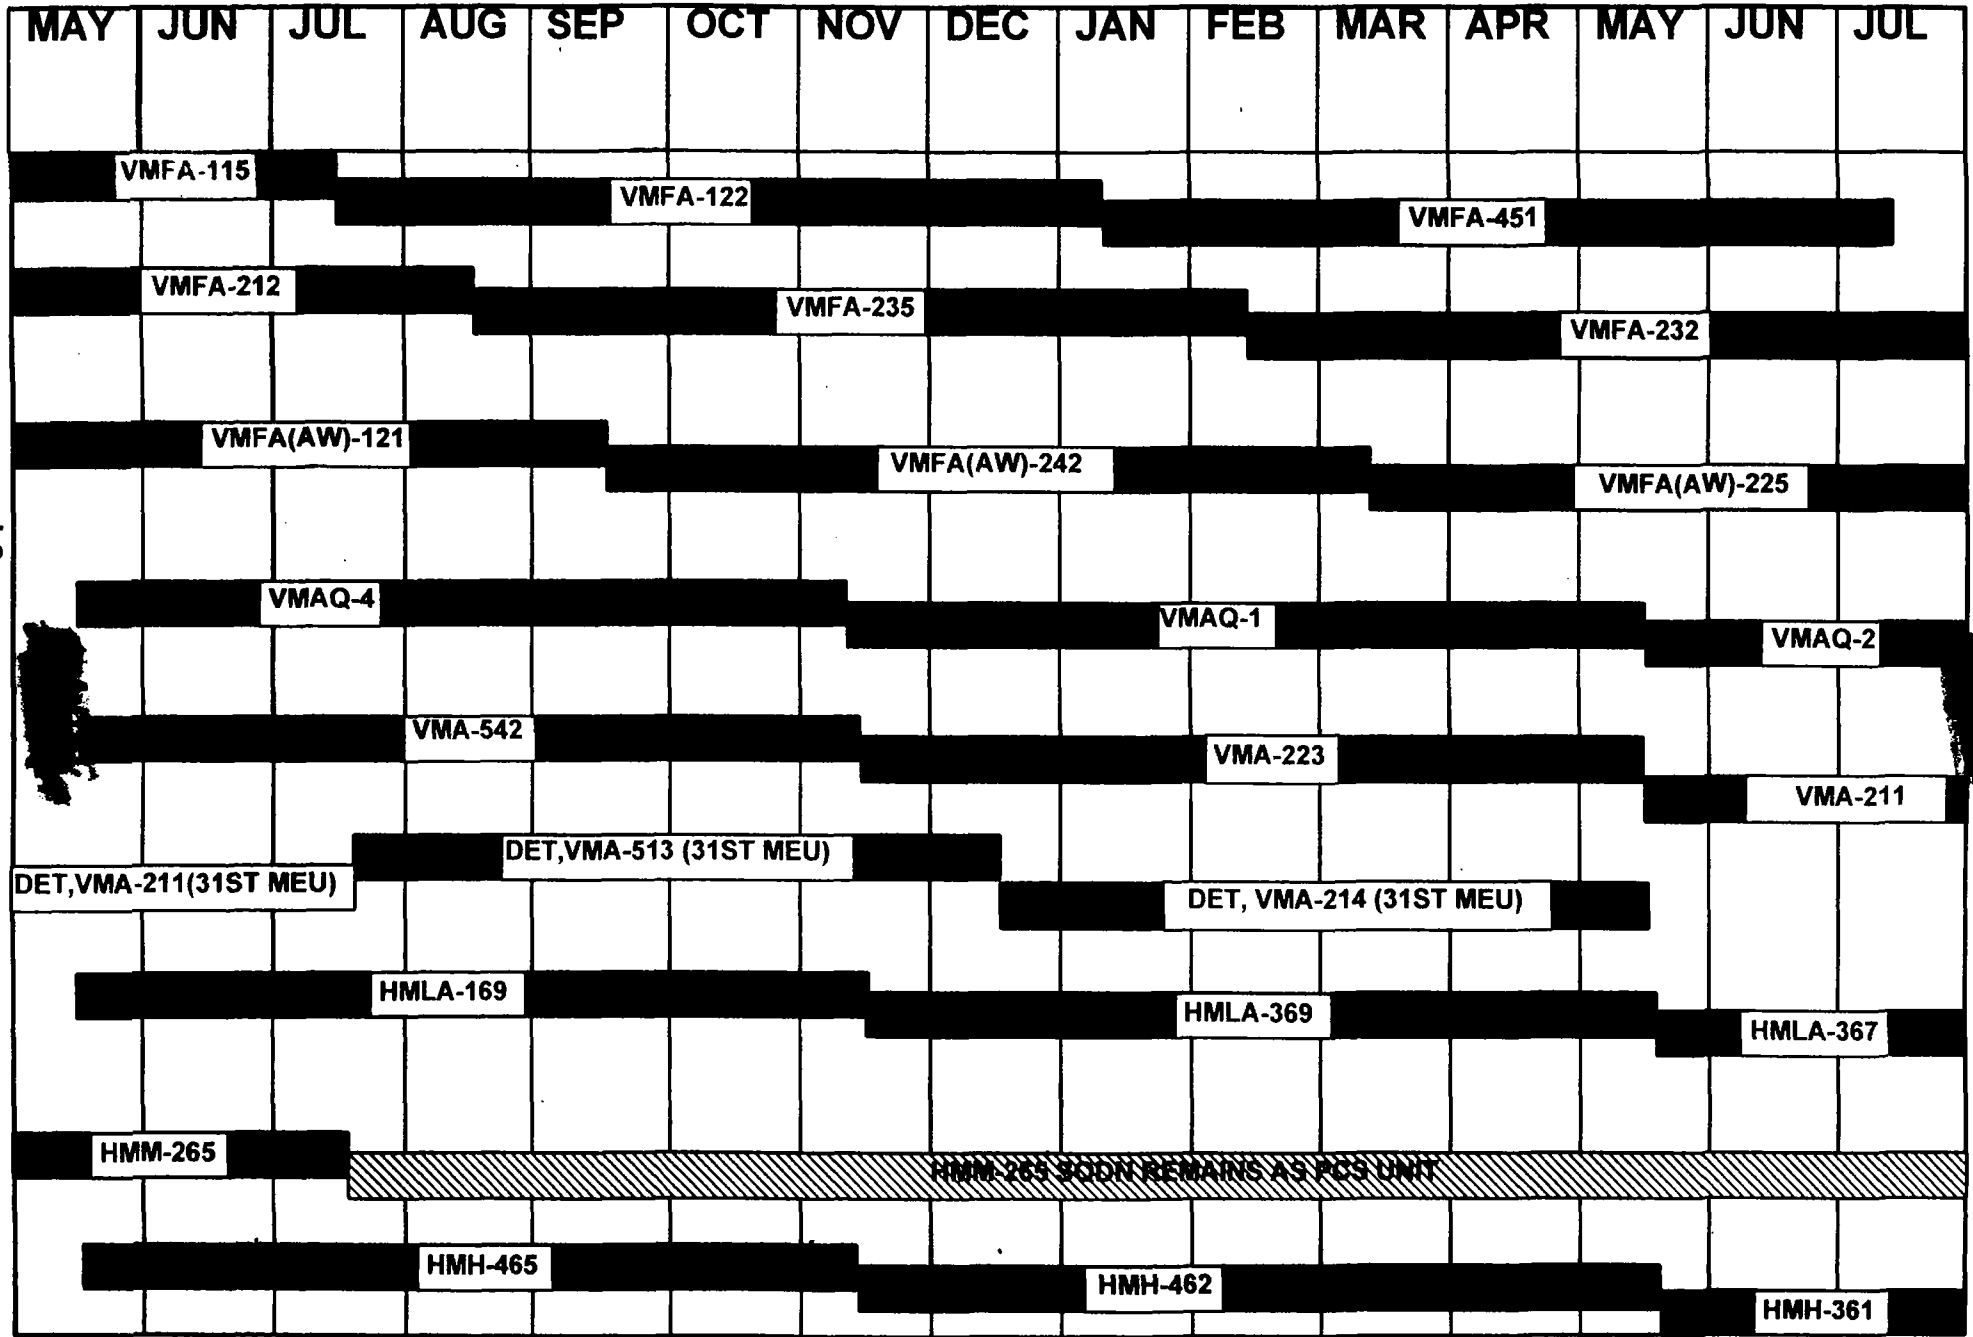 MAY JUN JUL AUG SEP OCT NOV DEC JAN FEB MAR APR MAY JUN JUL
VMFA-115
VMFA-122
VMFA-451
VMFA-212
VMFA-235
VMFA-232
VMFA(AW)-121
VMFA(AW)-242
VMFA(AW)-225
VMAQ-4
VMAQ-1
VMAQ-2
VMA-542
VMA-223
VMA-211
DET,VMA-513 (31ST MEU)
DET,VMA-211(31ST MEU)
DET, VMA-214 (31ST MEU)
HMLA-169
HMLA-369
HMLA-367
HMM-265
HMM-265 SQDN REMAINS AS PCS UNIT
HMH-465
HMH-462
HMH-361